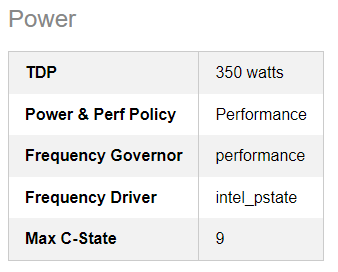 Power
TDP 350 watts
Power & Perf Policy Performance
Frequency Governor performance
Frequency Driver intel_pstate
Max C-State 9